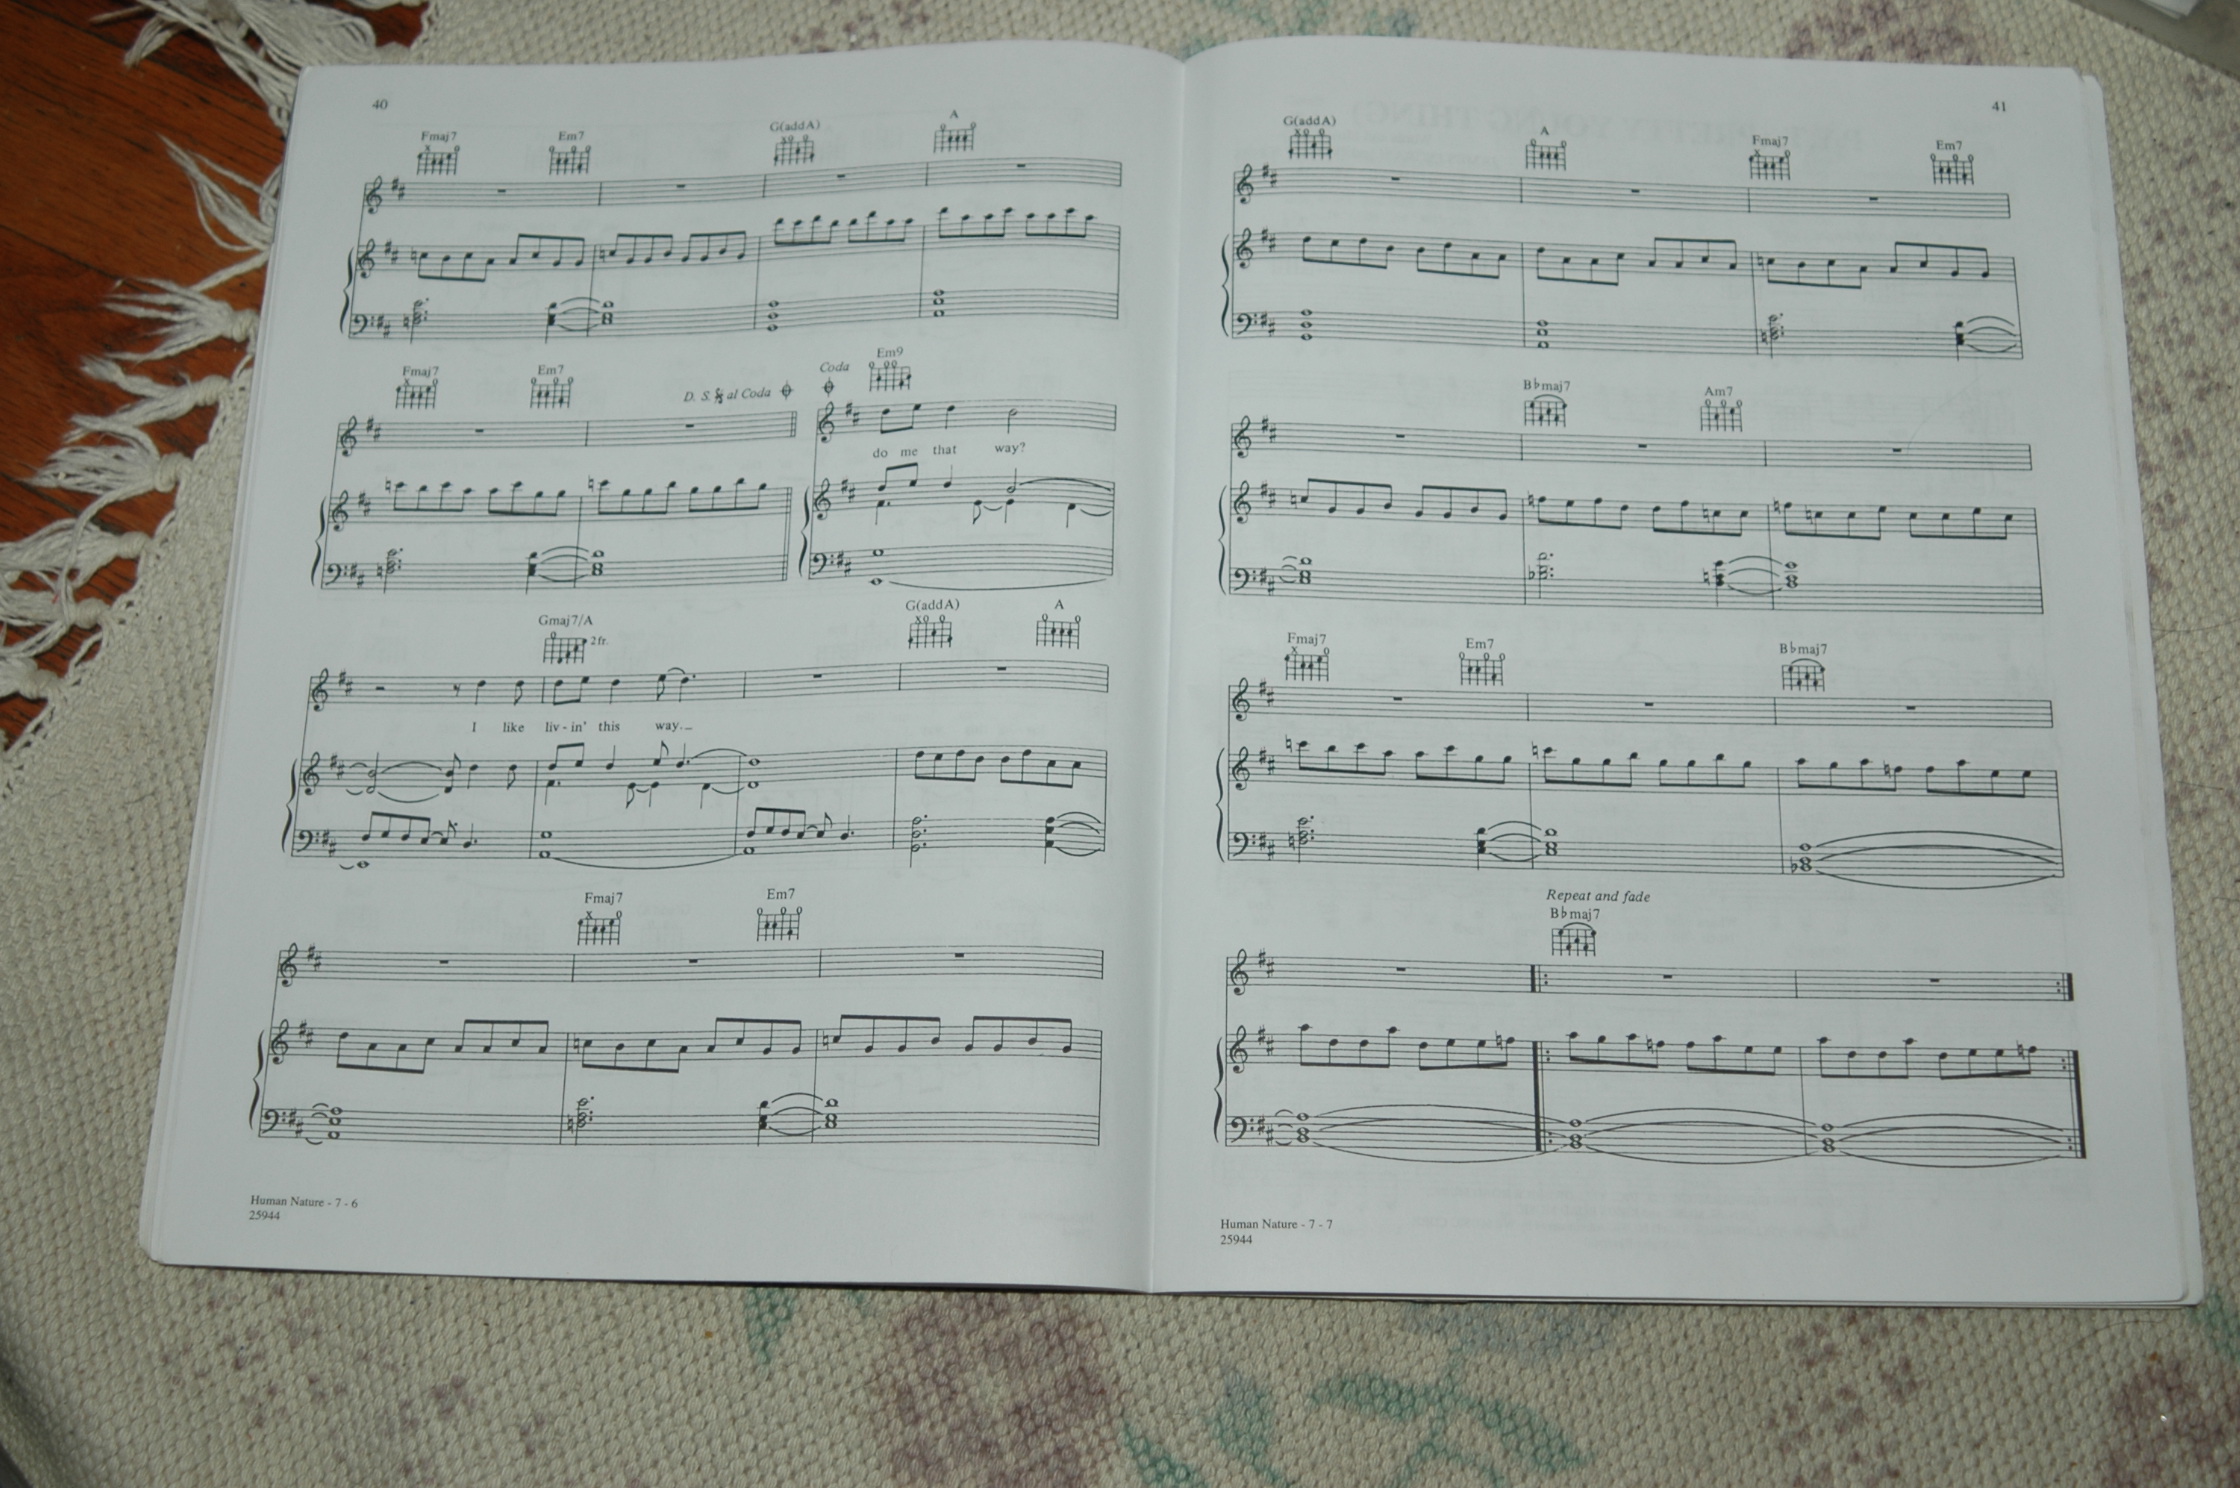 40
Fmaj7 Em7 G(addA) A
Fmaj7 Em7 D. S. 𝄋𝄋 al Coda Coda Em9
do me that way?
Gmaj7/A 2fr. G(addA) A
I like liv - in' this way.
Fmaj7 Em7
Human Nature - 7 - 6
25944
41
G(addA) A Fmaj7 Em7
B♭maj7 Am7
Fmaj7 Em7 B♭maj7
Repeat and fade
B♭maj7
Human Nature - 7 - 7
25944